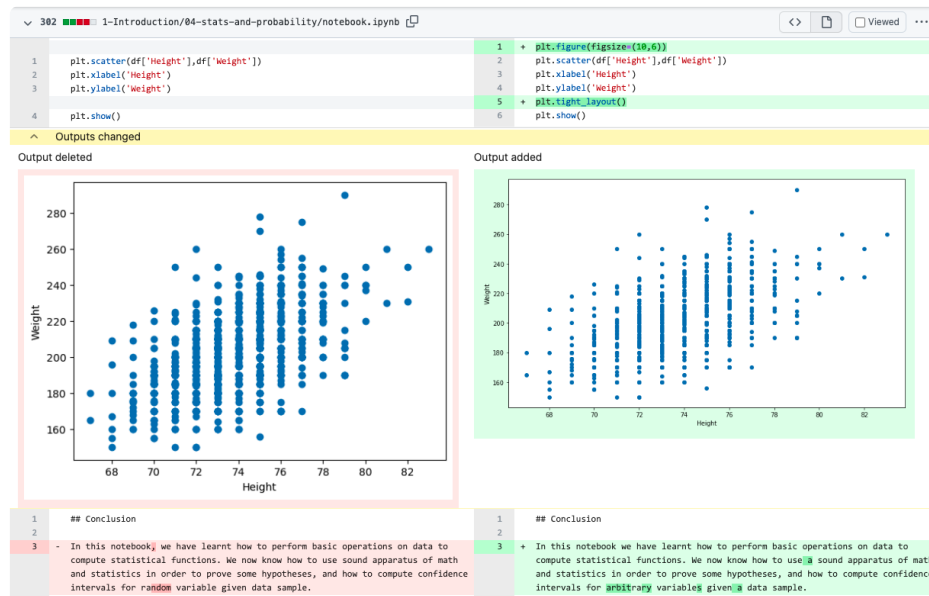 302 1-Introduction/04-stats-and-probability/notebook.ipynb
Viewed
1 + plt.figure(figsize=(10,6))
1 plt.scatter(df['Height'],df['Weight'])
2 plt.scatter(df['Height'],df['Weight'])
2 plt.xlabel('Height')
3 plt.xlabel('Height')
3 plt.ylabel('Weight')
4 plt.ylabel('Weight')
5 + plt.tight_layout()
4 plt.show()
6 plt.show()
Outputs changed
Output deleted
Output added
280
260
240
220
200
180
160
Weight
68 70 72 74 76 78 80 82
Height
280
260
240
220
200
180
160
Weight
68 70 72 74 76 78 80 82
Height
1 ## Conclusion
2
3 - In this notebook, we have learnt how to perform basic operations on data to
compute statistical functions. We now know how to use sound apparatus of math
and statistics in order to prove some hypotheses, and how to compute confidence
intervals for random variable given data sample.
1 ## Conclusion
2
3 + In this notebook we have learnt how to perform basic operations on data to
compute statistical functions. We now know how to use a sound apparatus of mat
and statistics in order to prove some hypotheses, and how to compute confidenc
intervals for arbitrary variables given a data sample.